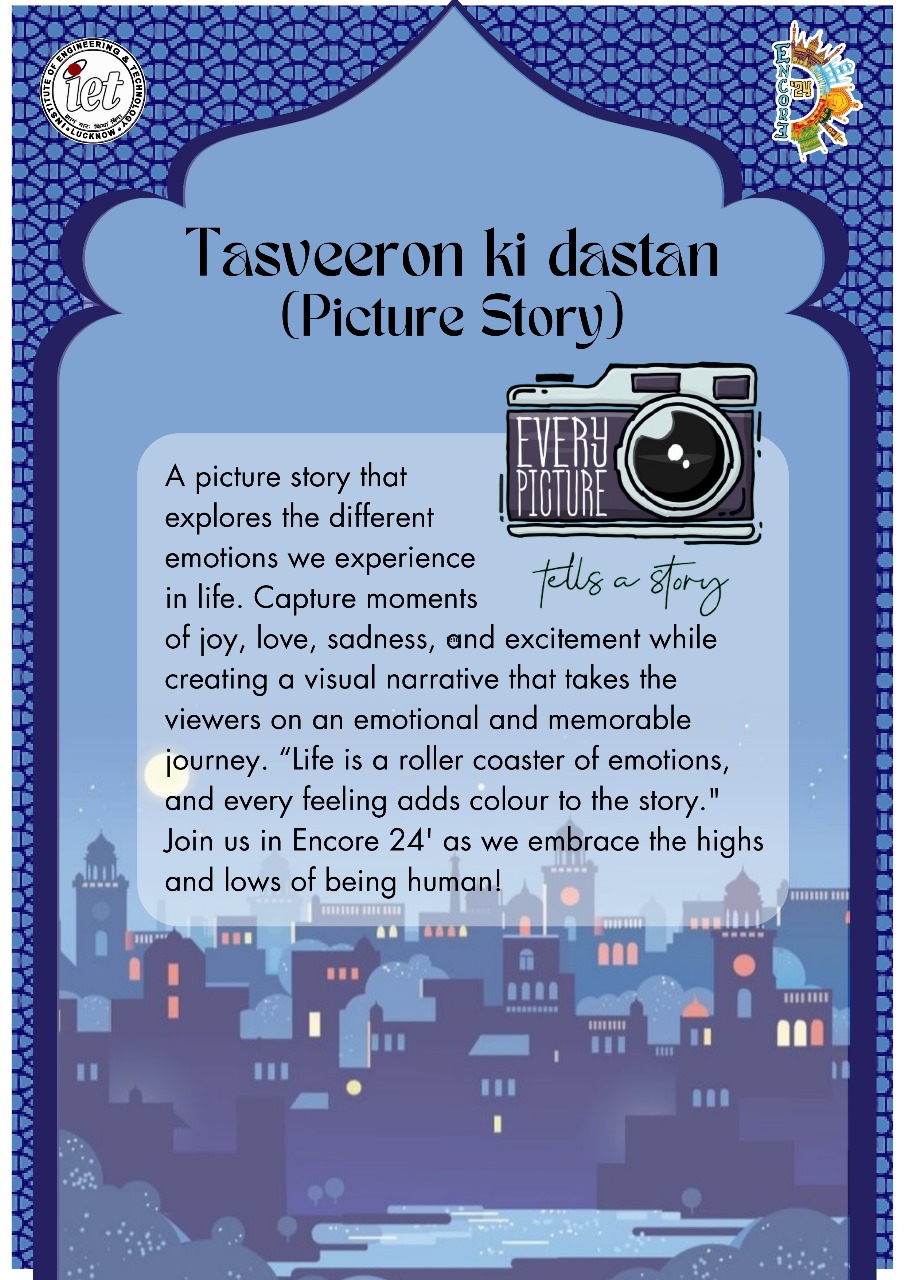 INSTITUTE OF ENGINEERING & TECHNOLOGY
iet
• LUCKNOW •
ENCORE
'24
Tasveeron ki dastan
(Picture Story)
EVERY
PICTURE
tells a story
A picture story that
explores the different
emotions we experience
in life. Capture moments
of joy, love, sadness, and excitement while
creating a visual narrative that takes the
viewers on an emotional and memorable
journey. “Life is a roller coaster of emotions,
and every feeling adds colour to the story."
Join us in Encore 24' as we embrace the highs
and lows of being human!